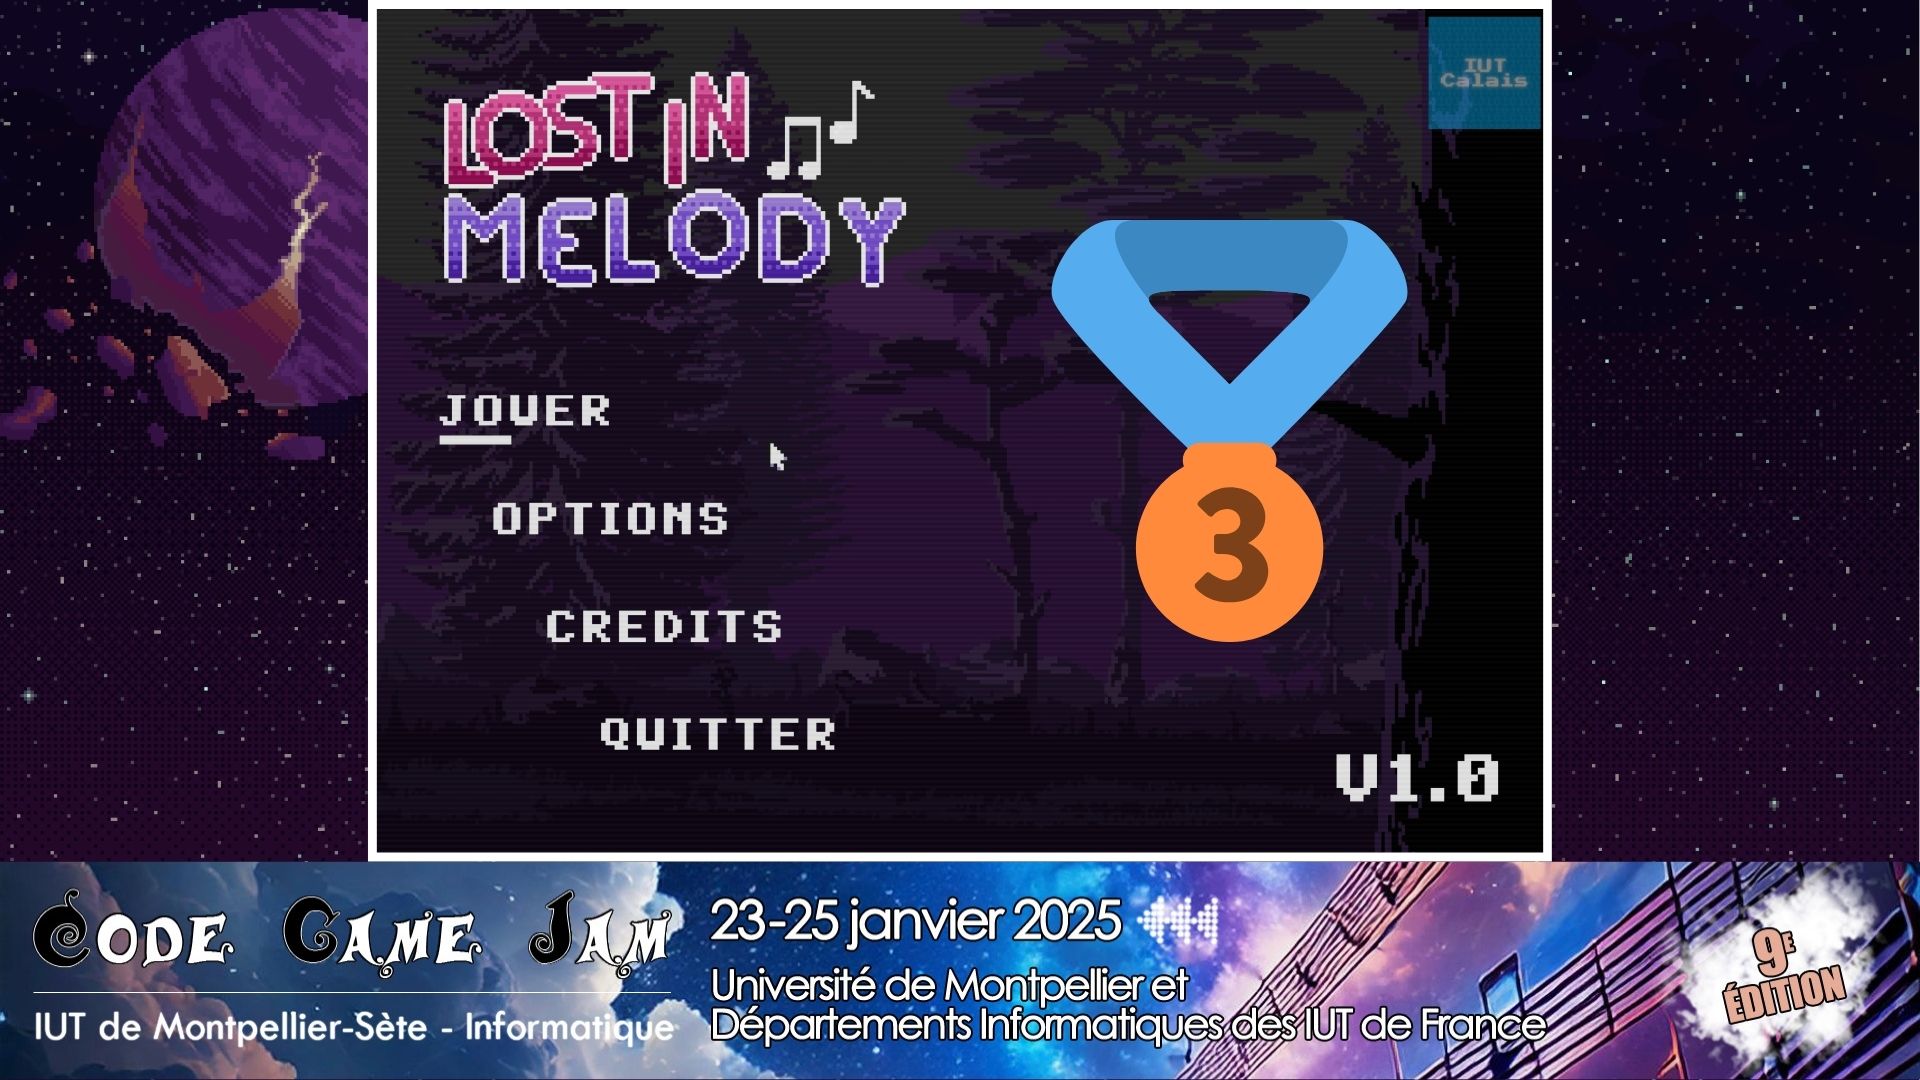 LOST IN
MELODY
IUT
Calais
JOUER
OPTIONS
CREDITS
QUITTER
3
V1.0
CODE GAME JAM
IUT de Montpellier-Sète - Informatique
23-25 janvier 2025
Université de Montpellier et
Départements Informatiques des IUT de France
9E
ÉDITION